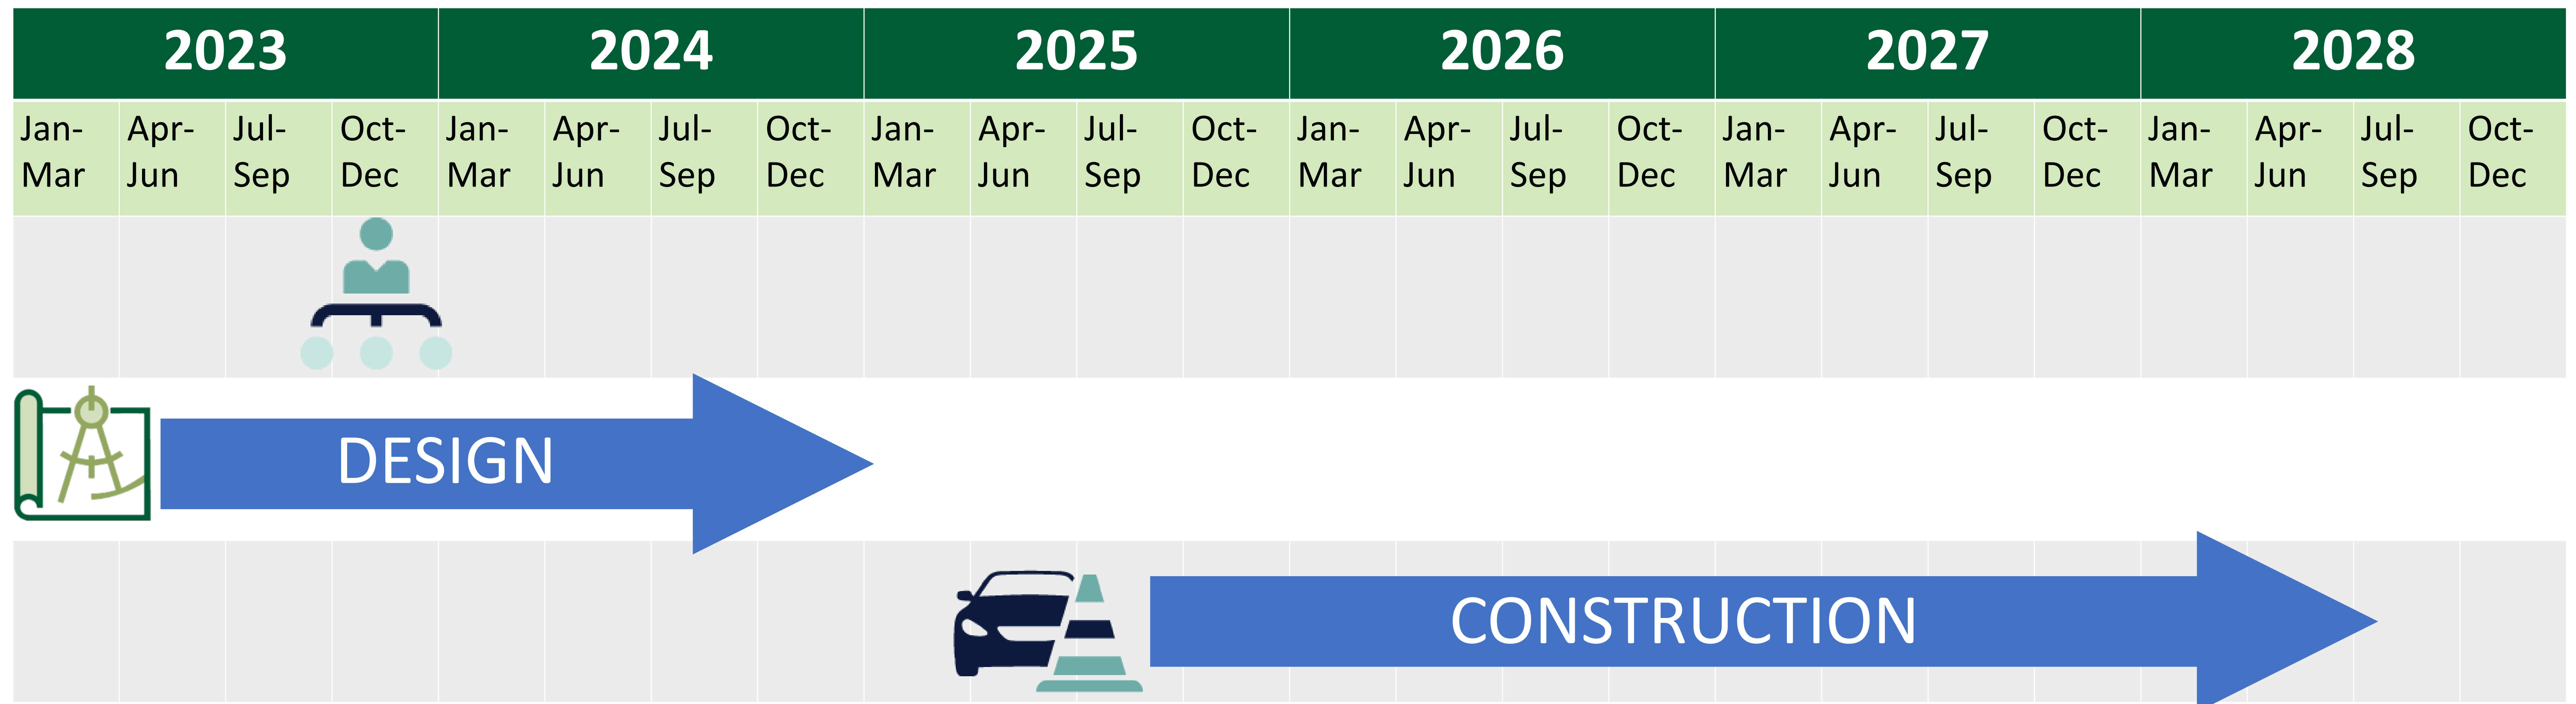 2023 2024 2025 2026 2027 2028
Jan- Apr- Jul- Oct- Jan- Apr- Jul- Oct- Jan- Apr- Jul- Oct- Jan- Apr- Jul- Oct- Jan- Apr- Jul- Oct- Jan- Apr- Jul- Oct-
Mar Jun Sep Dec Mar Jun Sep Dec Mar Jun Sep Dec Mar Jun Sep Dec Mar Jun Sep Dec Mar Jun Sep Dec
DESIGN
CONSTRUCTION